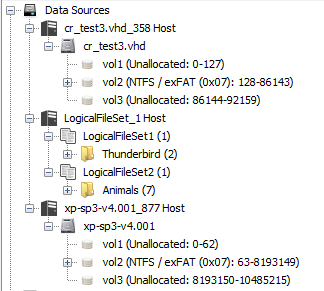 Data Sources
cr_test3.vhd_358 Host
cr_test3.vhd
vol1 (Unallocated: 0-127)
vol2 (NTFS / exFAT (0x07): 128-86143)
vol3 (Unallocated: 86144-92159)
LogicalFileSet_1 Host
LogicalFileSet1 (1)
Thunderbird (2)
LogicalFileSet2 (1)
Animals (7)
xp-sp3-v4.001_877 Host
xp-sp3-v4.001
vol1 (Unallocated: 0-62)
vol2 (NTFS / exFAT (0x07): 63-8193149)
vol3 (Unallocated: 8193150-10485215)